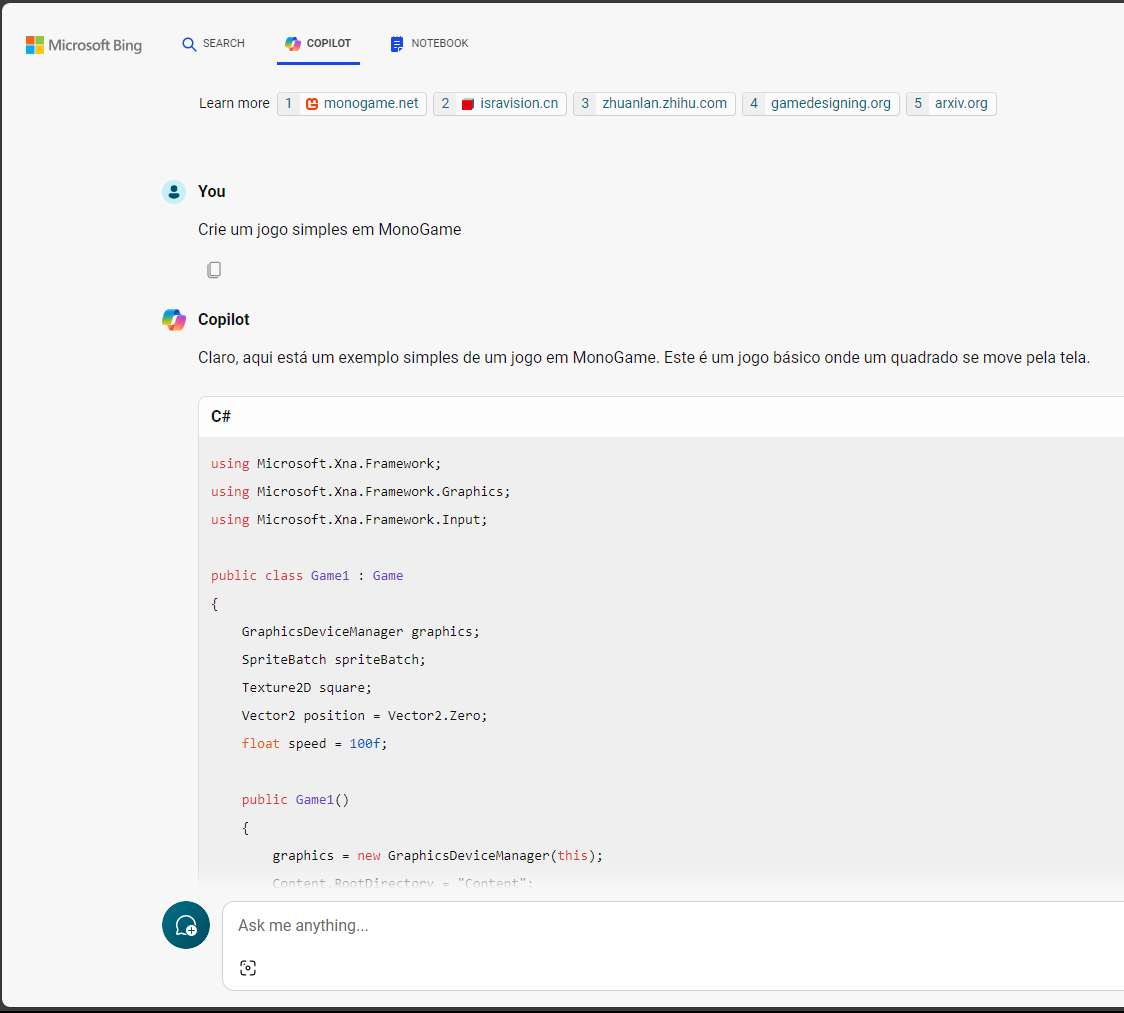 Microsoft Bing SEARCH COPILOT NOTEBOOK
Learn more 1 monogame.net 2 isravision.cn 3 zhuanlan.zhihu.com 4 gamedesigning.org 5 arxiv.org
You
Crie um jogo simples em MonoGame
Copilot
Claro, aqui está um exemplo simples de um jogo em MonoGame. Este é um jogo básico onde um quadrado se move pela tela.
C#
using Microsoft.Xna.Framework;
using Microsoft.Xna.Framework.Graphics;
using Microsoft.Xna.Framework.Input;
public class Game1 : Game
{
GraphicsDeviceManager graphics;
SpriteBatch spriteBatch;
Texture2D square;
Vector2 position = Vector2.Zero;
float speed = 100f;
public Game1()
{
graphics = new GraphicsDeviceManager(this);
Content.RootDirectory = "Content";
Ask me anything...